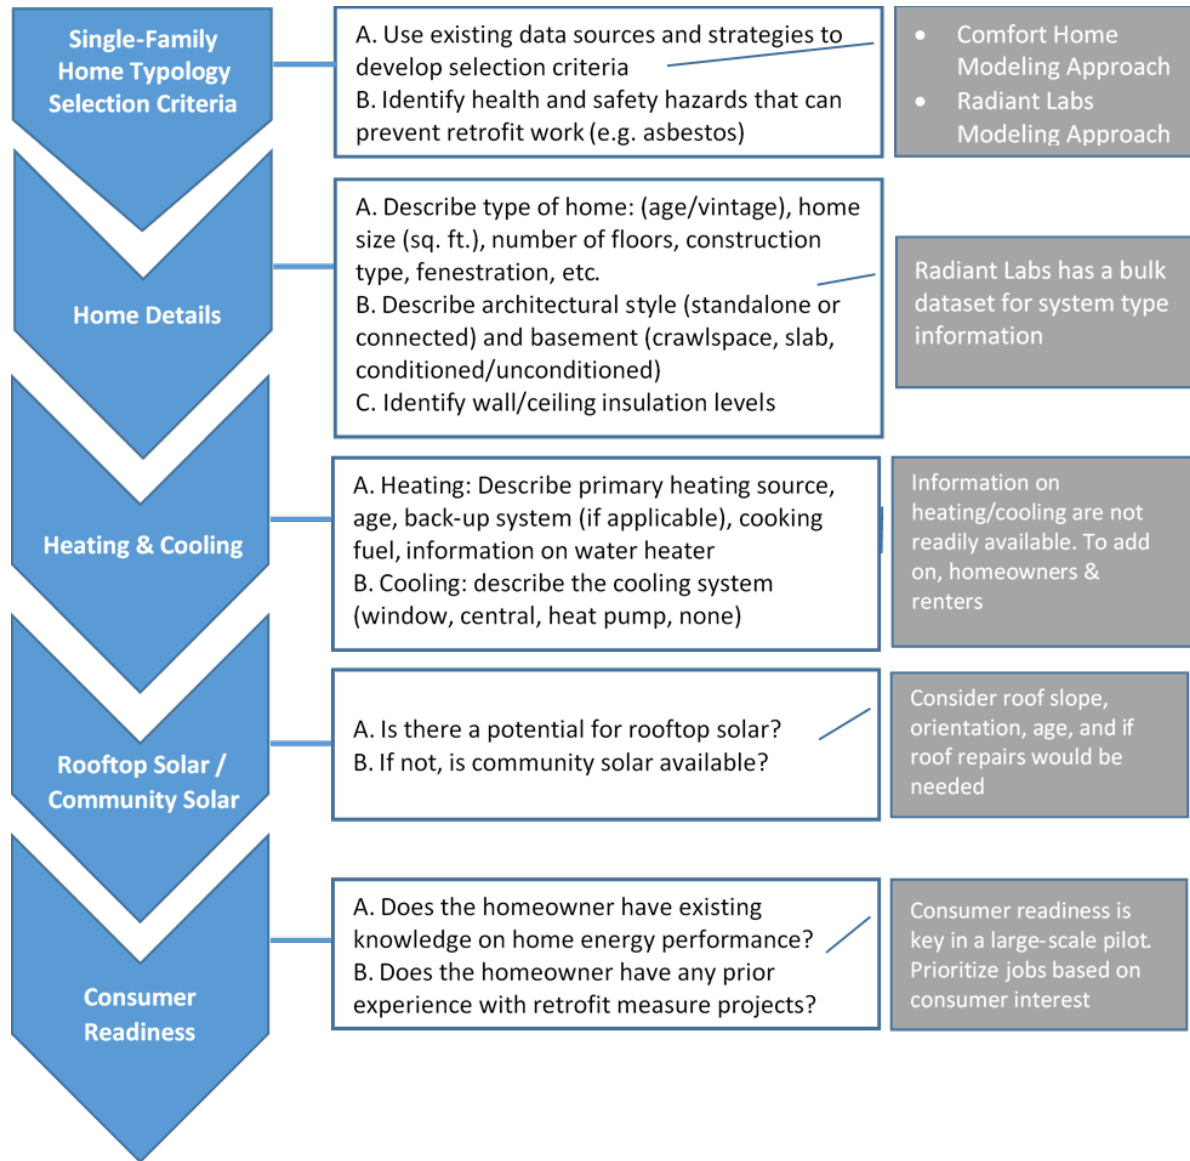 Single-Family
Home Typology
Selection Criteria
A. Use existing data sources and strategies to
develop selection criteria
B. Identify health and safety hazards that can
prevent retrofit work (e.g. asbestos)
• Comfort Home
Modeling Approach
• Radiant Labs
Modeling Approach
Home Details
A. Describe type of home: (age/vintage), home
size (sq. ft.), number of floors, construction
type, fenestration, etc.
B. Describe architectural style (standalone or
connected) and basement (crawlspace, slab,
conditioned/unconditioned)
C. Identify wall/ceiling insulation levels
Radiant Labs has a bulk
dataset for system type
information
Heating & Cooling
A. Heating: Describe primary heating source,
age, back-up system (if applicable), cooking
fuel, information on water heater
B. Cooling: describe the cooling system
(window, central, heat pump, none)
Information on
heating/cooling are not
readily available. To add
on, homeowners &
renters
Rooftop Solar /
Community Solar
A. Is there a potential for rooftop solar?
B. If not, is community solar available?
Consider roof slope,
orientation, age, and if
roof repairs would be
needed
Consumer
Readiness
A. Does the homeowner have existing
knowledge on home energy performance?
B. Does the homeowner have any prior
experience with retrofit measure projects?
Consumer readiness is
key in a large-scale pilot.
Prioritize jobs based on
consumer interest